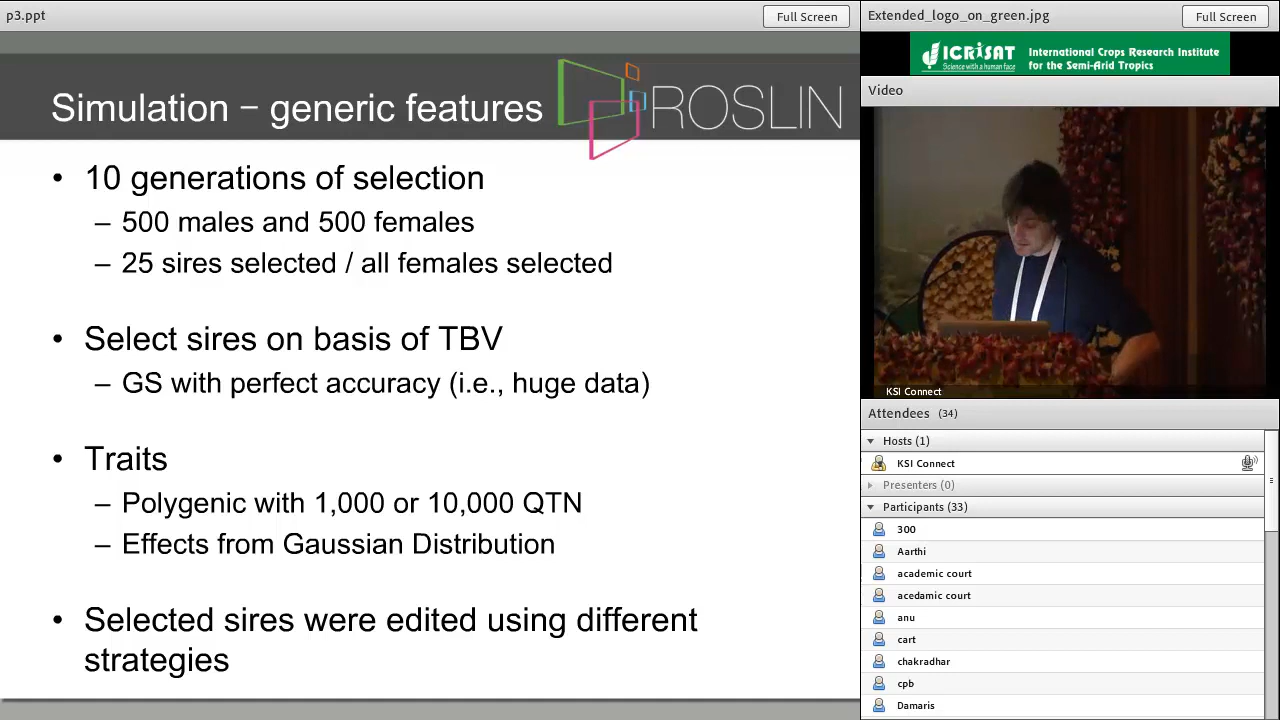 p3.ppt
Full Screen
Simulation – generic features
ROSLIN
• 10 generations of selection
– 500 males and 500 females
– 25 sires selected / all females selected
• Select sires on basis of TBV
– GS with perfect accuracy (i.e., huge data)
• Traits
– Polygenic with 1,000 or 10,000 QTN
– Effects from Gaussian Distribution
• Selected sires were edited using different
strategies
Extended_logo_on_green.jpg
Full Screen
ICRISAT
Science with a human face
International Crops Research Institute
for the Semi-Arid Tropics
Video
KSI Connect
Attendees (34)
Hosts (1)
KSI Connect
Presenters (0)
Participants (33)
300
Aarthi
academic court
acedamic court
anu
cart
chakradhar
cpb
Damaris